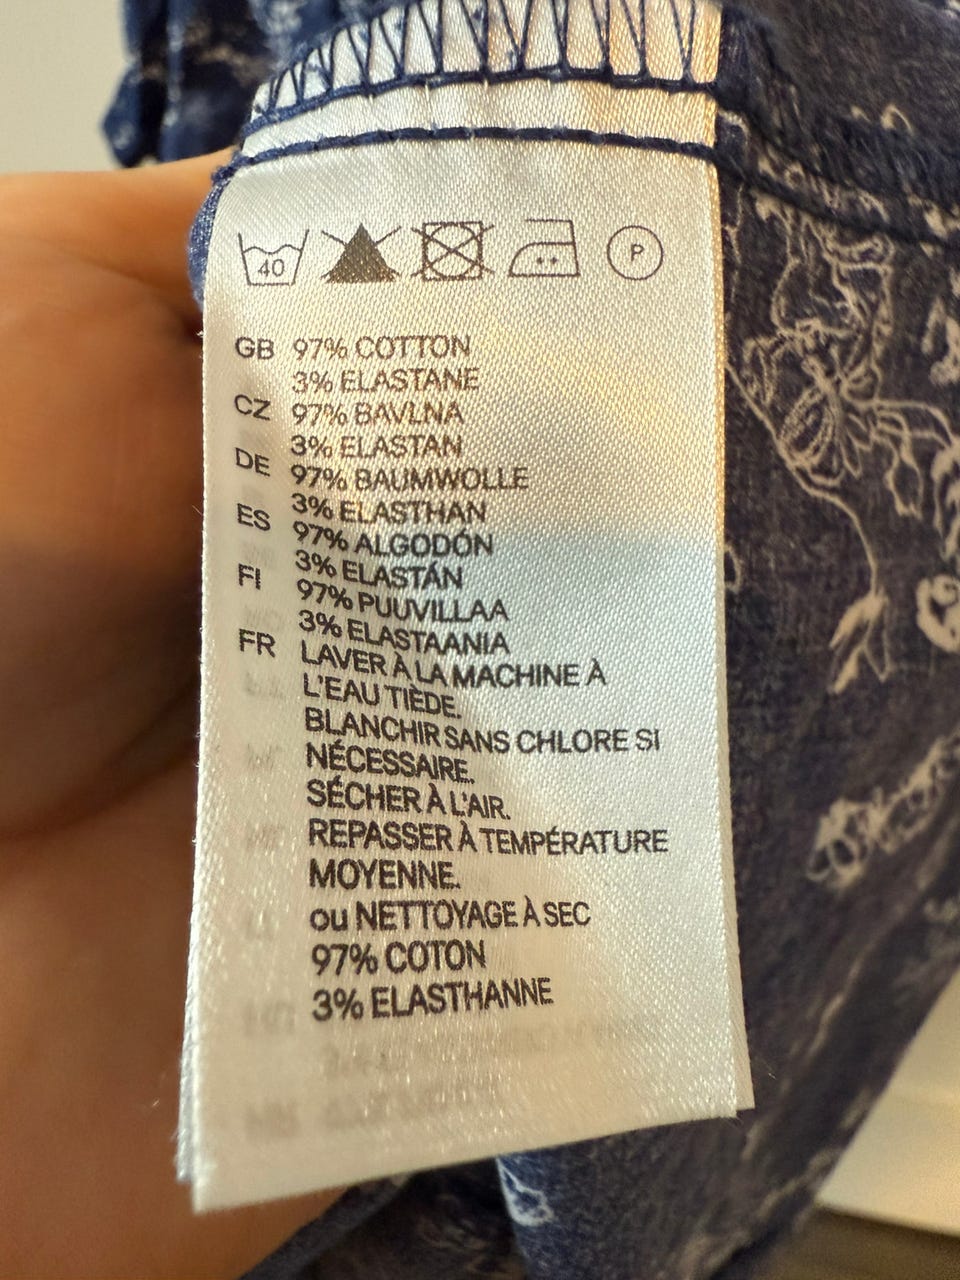 40 P
GB 97% COTTON
3% ELASTANE
CZ 97% BAVLNA
3% ELASTAN
DE 97% BAUMWOLLE
3% ELASTHAN
ES 97% ALGODÓN
3% ELASTÁN
FI 97% PUUVILLAA
3% ELASTAANIA
FR LAVER À LA MACHINE À
L'EAU TIÈDE.
BLANCHIR SANS CHLORE SI
NÉCESSAIRE.
SÉCHER À L'AIR.
REPASSER À TEMPÉRATURE
MOYENNE.
ou NETTOYAGE À SEC
97% COTON
3% ELASTHANNE